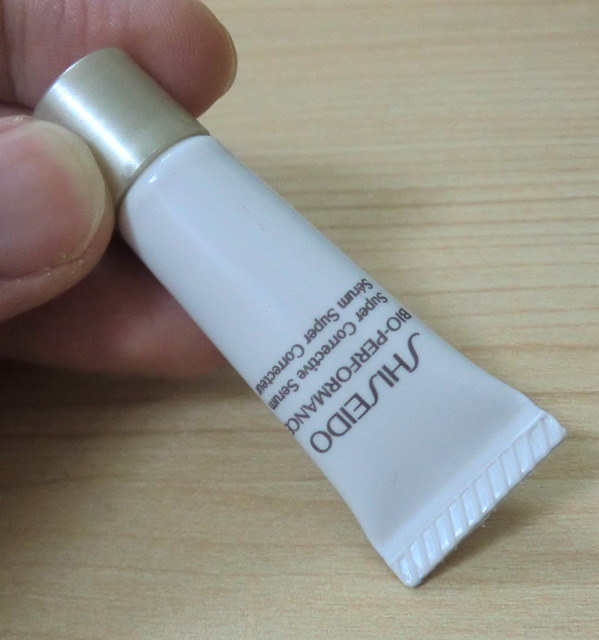 SHISEIDO
BIO-PERFORMANCE
Super Corrective Serum
Sérum Super Correcteur